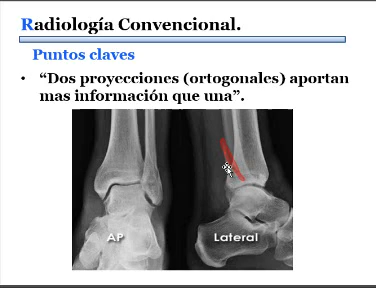 Radiología Convencional.
Puntos claves
• “Dos proyecciones (ortogonales) aportan
mas información que una”.
AP
Lateral